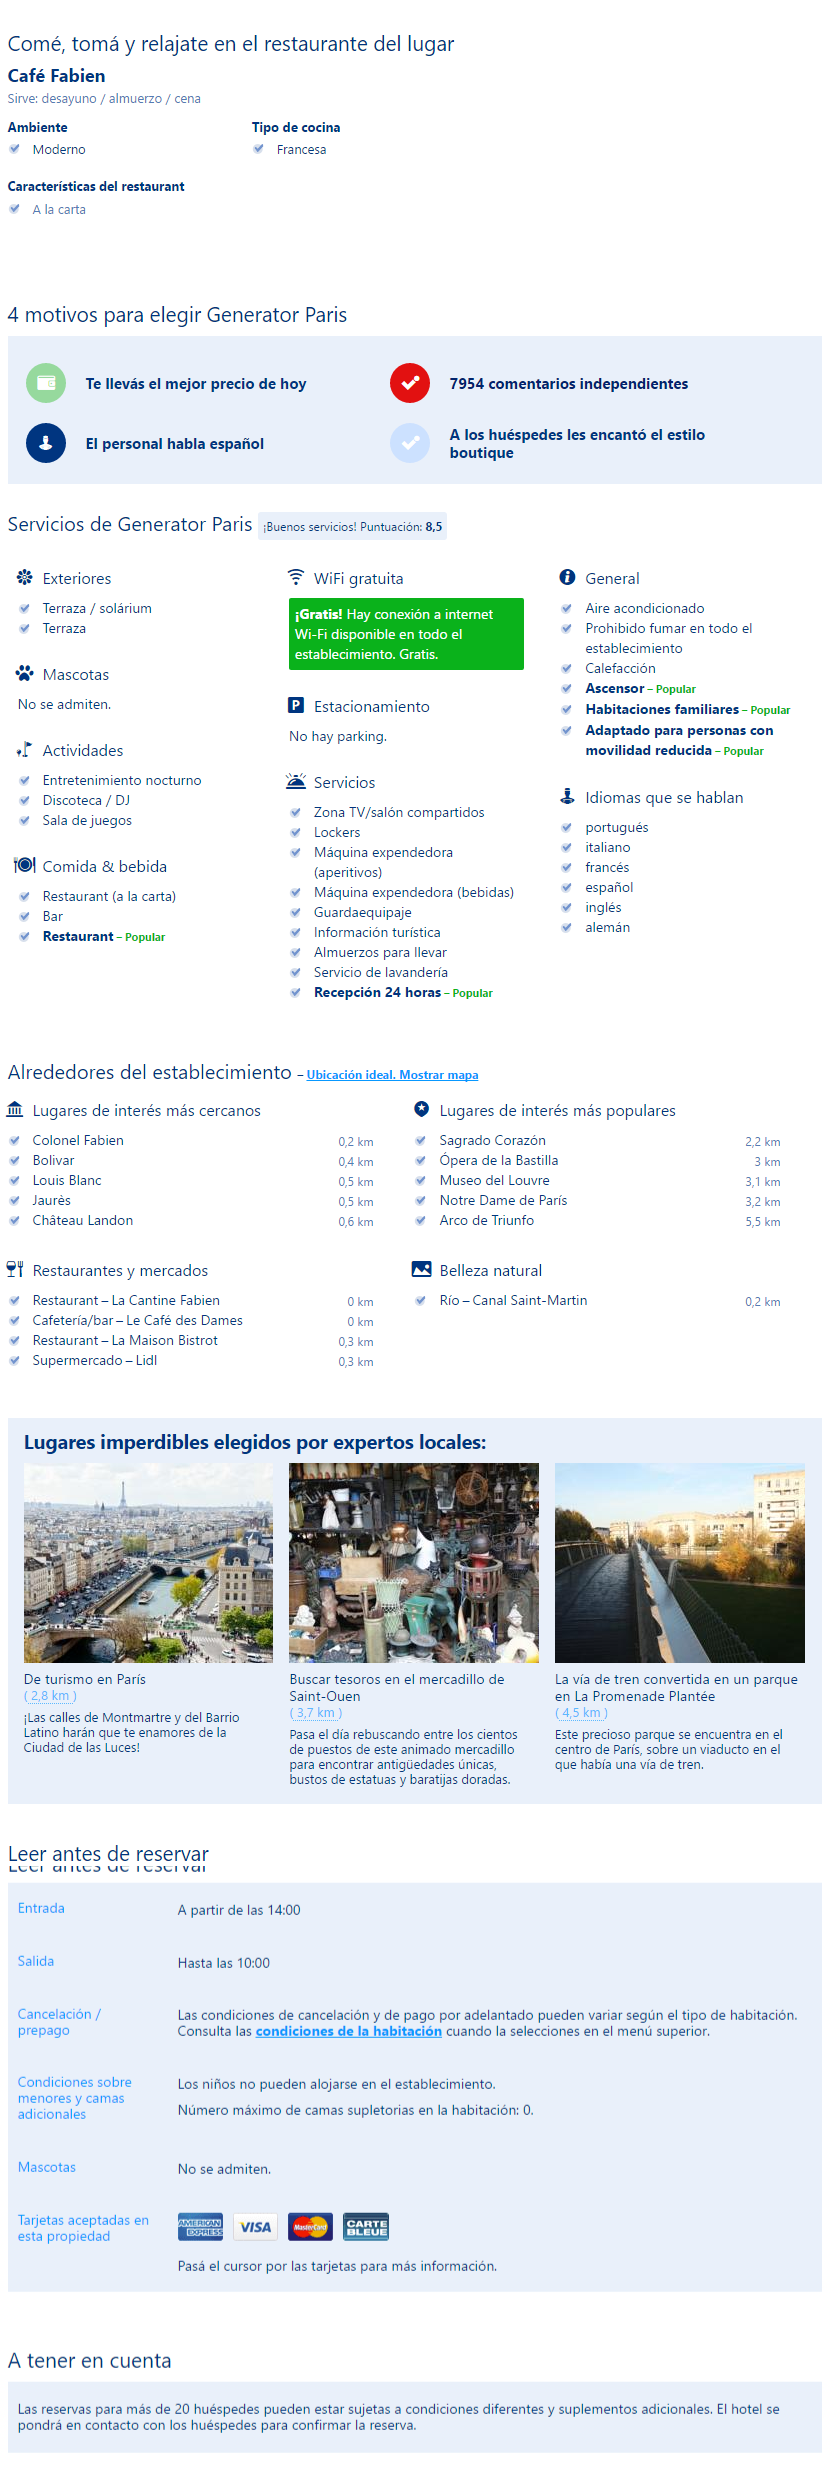 Comé, tomá y relajate en el restaurante del lugar
Café Fabien
Sirve: desayuno / almuerzo / cena
Ambiente
Moderno
Tipo de cocina
Francesa
Características del restaurant
A la carta
4 motivos para elegir Generator Paris
Te llevás el mejor precio de hoy
7954 comentarios independientes
El personal habla español
A los huéspedes les encantó el estilo
boutique
Servicios de Generator Paris ¡Buenos servicios! Puntuación: 8,5
Exteriores
Terraza / solárium
Terraza
Mascotas
No se admiten.
Actividades
Entretenimiento nocturno
Discoteca / DJ
Sala de juegos
Comida & bebida
Restaurant (a la carta)
Bar
Restaurant – Popular
WiFi gratuita
¡Gratis! Hay conexión a internet
Wi-Fi disponible en todo el
establecimiento. Gratis.
P Estacionamiento
No hay parking.
Servicios
Zona TV/salón compartidos
Lockers
Máquina expendedora
(aperitivos)
Máquina expendedora (bebidas)
Guardaequipaje
Información turística
Almuerzos para llevar
Servicio de lavandería
Recepción 24 horas – Popular
General
Aire acondicionado
Prohibido fumar en todo el
establecimiento
Calefacción
Ascensor – Popular
Habitaciones familiares – Popular
Adaptado para personas con
movilidad reducida – Popular
Idiomas que se hablan
portugués
italiano
francés
español
inglés
alemán
Alrededores del establecimiento – Ubicación ideal. Mostrar mapa
Lugares de interés más cercanos
Colonel Fabien 0,2 km
Bolivar 0,4 km
Louis Blanc 0,5 km
Jaurès 0,5 km
Château Landon 0,6 km
Lugares de interés más populares
Sagrado Corazón 2,2 km
Ópera de la Bastilla 3 km
Museo del Louvre 3,1 km
Notre Dame de París 3,2 km
Arco de Triunfo 5,5 km
Restaurantes y mercados
Restaurant – La Cantine Fabien 0 km
Cafetería/bar – Le Café des Dames 0 km
Restaurant – La Maison Bistrot 0,3 km
Supermercado – Lidl 0,3 km
Belleza natural
Río – Canal Saint-Martin 0,2 km
Lugares imperdibles elegidos por expertos locales:
De turismo en París
( 2,8 km )
¡Las calles de Montmartre y del Barrio
Latino harán que te enamores de la
Ciudad de las Luces!
Buscar tesoros en el mercadillo de
Saint-Ouen
( 3,7 km )
Pasa el día rebuscando entre los cientos
de puestos de este animado mercadillo
para encontrar antigüedades únicas,
bustos de estatuas y baratijas doradas.
La vía de tren convertida en un parque
en La Promenade Plantée
( 4,5 km )
Este precioso parque se encuentra en el
centro de París, sobre un viaducto en el
que había una vía de tren.
Leer antes de reservar
Leer antes de reservar
Entrada
A partir de las 14:00
Salida
Hasta las 10:00
Cancelación /
prepago
Las condiciones de cancelación y de pago por adelantado pueden variar según el tipo de habitación.
Consulta las condiciones de la habitación cuando la selecciones en el menú superior.
Condiciones sobre
menores y camas
adicionales
Los niños no pueden alojarse en el establecimiento.
Número máximo de camas supletorias en la habitación: 0.
Mascotas
No se admiten.
Tarjetas aceptadas en
esta propiedad
AMERICAN EXPRESS VISA MasterCard CARTE BLEUE
Pasá el cursor por las tarjetas para más información.
A tener en cuenta
Las reservas para más de 20 huéspedes pueden estar sujetas a condiciones diferentes y suplementos adicionales. El hotel se
pondrá en contacto con los huéspedes para confirmar la reserva.